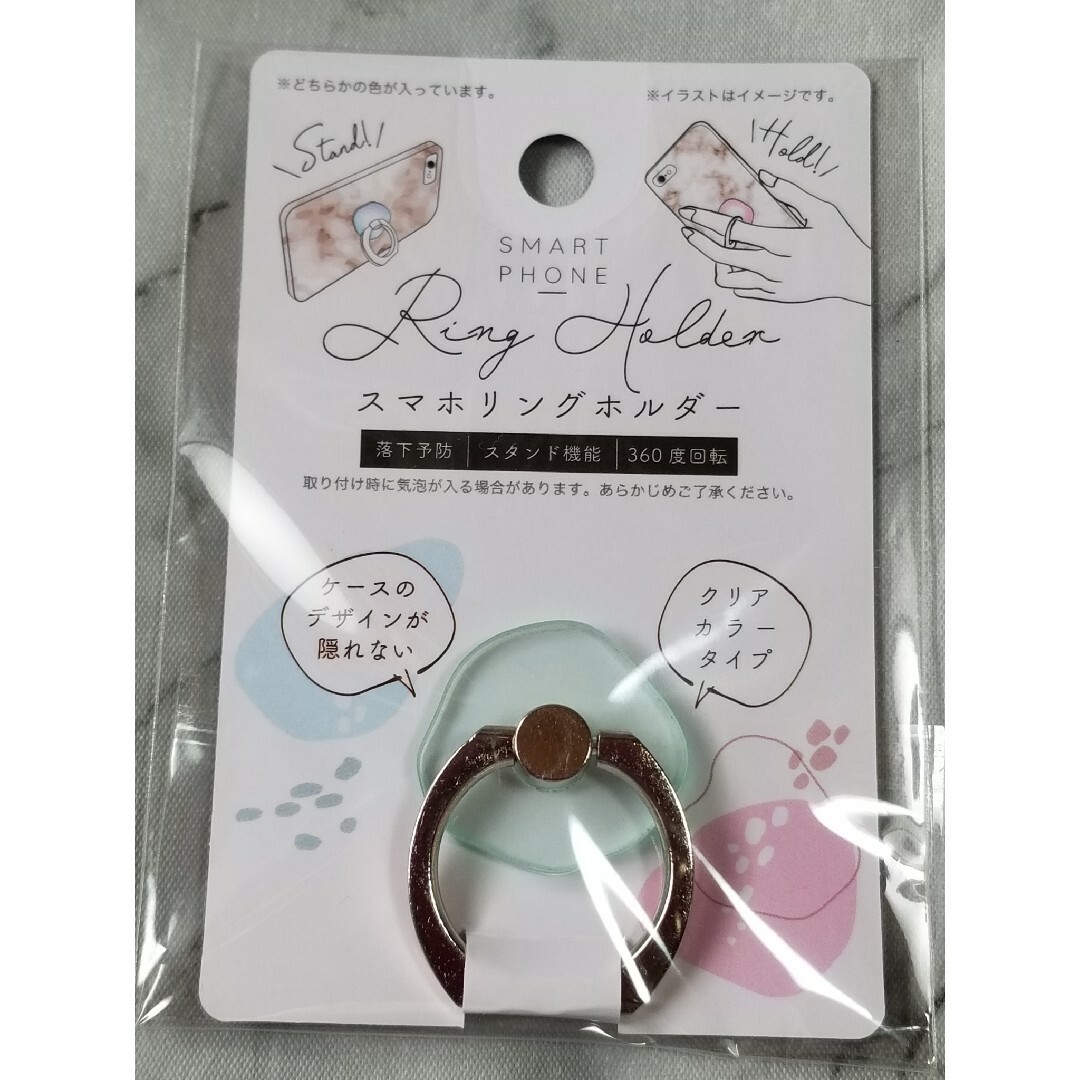 ※どちらかの色が入っています。
※イラストはイメージです。
\Stand!/
\Hold!/
SMART
PHONE
Ring Holder
スマホリングホルダー
落下予防 | スタンド機能 | 360度回転
取り付け時に気泡が入る場合があります。あらかじめご了承ください。
ケースの
デザインが
隠れない
クリア
カラー
タイプ